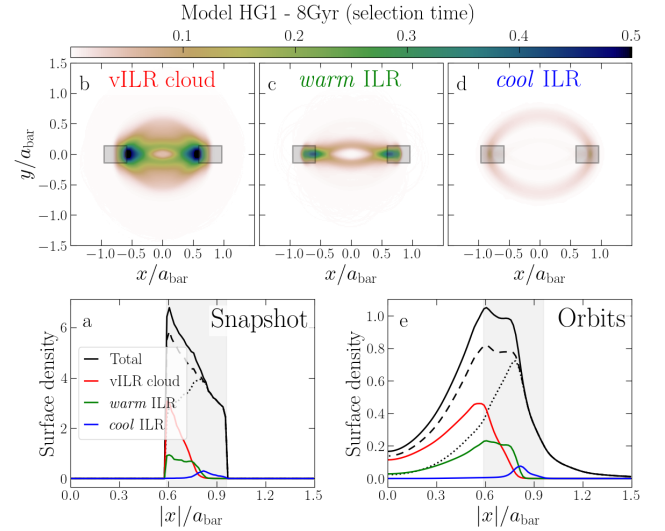 Model HG1 - 8Gyr (selection time)
0.1 0.2 0.3 0.4 0.5
b vILR cloud
c warm ILR
d cool ILR
y/a_bar
1.5
1.0
0.5
0.0
−0.5
−1.0
−1.5
−1.0 −0.5 0.0 0.5 1.0
−1.0 −0.5 0.0 0.5 1.0
−1.0 −0.5 0.0 0.5 1.0
x/a_bar x/a_bar x/a_bar
a Snapshot
Surface density
6
4
2
0
Total
vILR cloud
warm ILR
cool ILR
0.0 0.3 0.6 0.9 1.2 1.5
|x|/a_bar
e Orbits
Surface density
1.0
0.8
0.6
0.4
0.2
0.0
0.0 0.3 0.6 0.9 1.2 1.5
|x|/a_bar